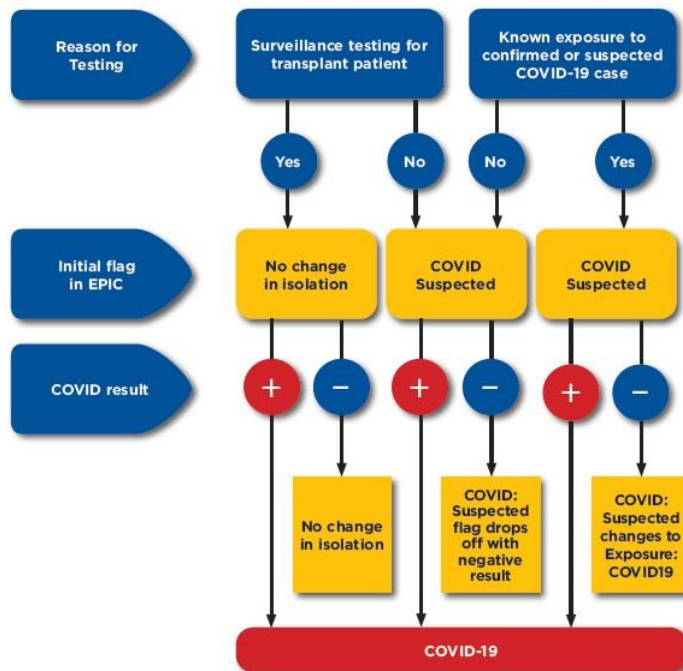 Reason for
Testing
Surveillance testing for
transplant patient
Known exposure to
confirmed or suspected
COVID-19 case
Yes
No
No
Yes
Initial flag
in EPIC
No change
in isolation
COVID
Suspected
COVID
Suspected
COVID result
+
−
+
−
+
−
No change
in isolation
COVID:
Suspected
flag drops
off with
negative
result
COVID:
Suspected
changes to
Exposure:
COVID19
COVID-19